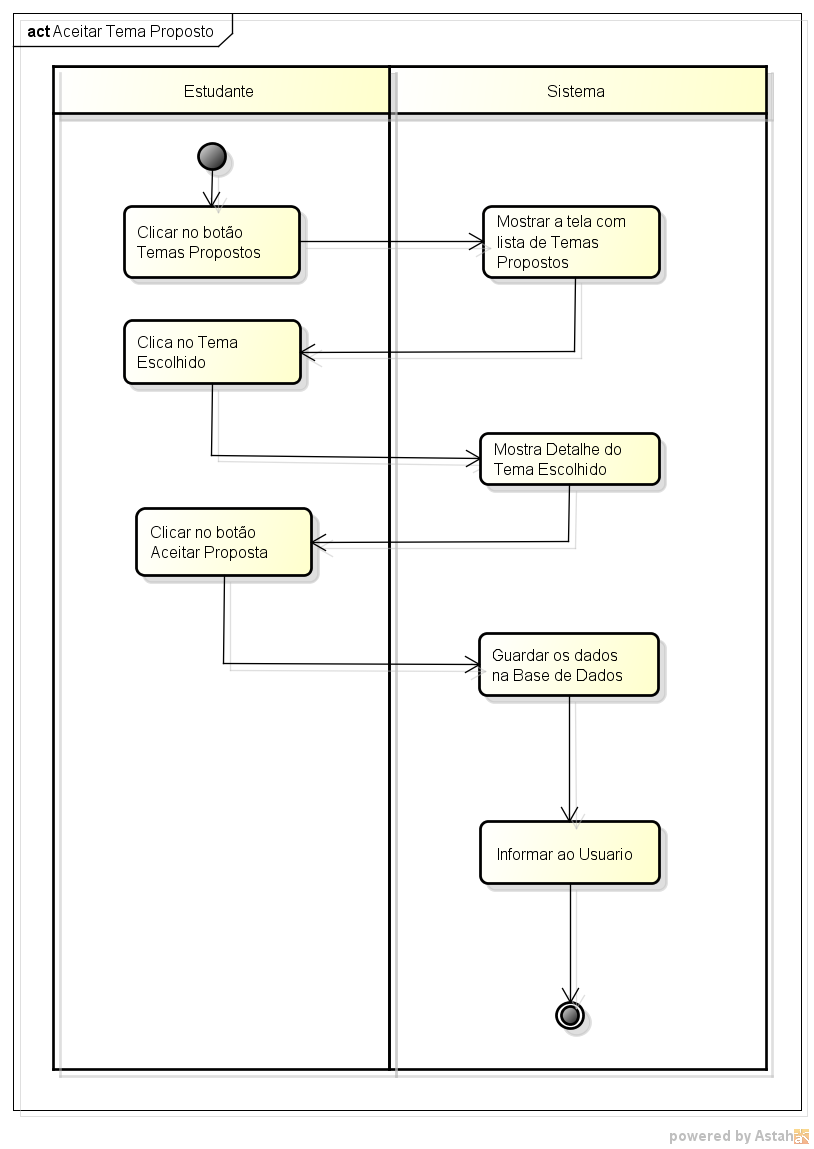 act Aceitar Tema Proposto
Estudante
Sistema
Clicar no botão
Temas Propostos
Mostrar a tela com
lista de Temas
Propostos
Clica no Tema
Escolhido
Mostra Detalhe do
Tema Escolhido
Clicar no botão
Aceitar Proposta
Guardar os dados
na Base de Dados
Informar ao Usuario
powered by Astah